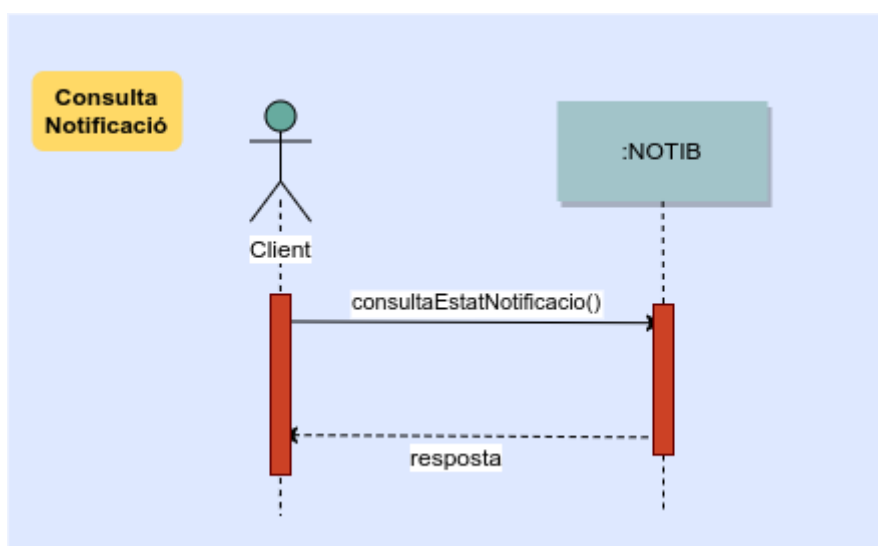 Consulta
Notificació
:NOTIB
Client
consultaEstatNotificacio()
resposta